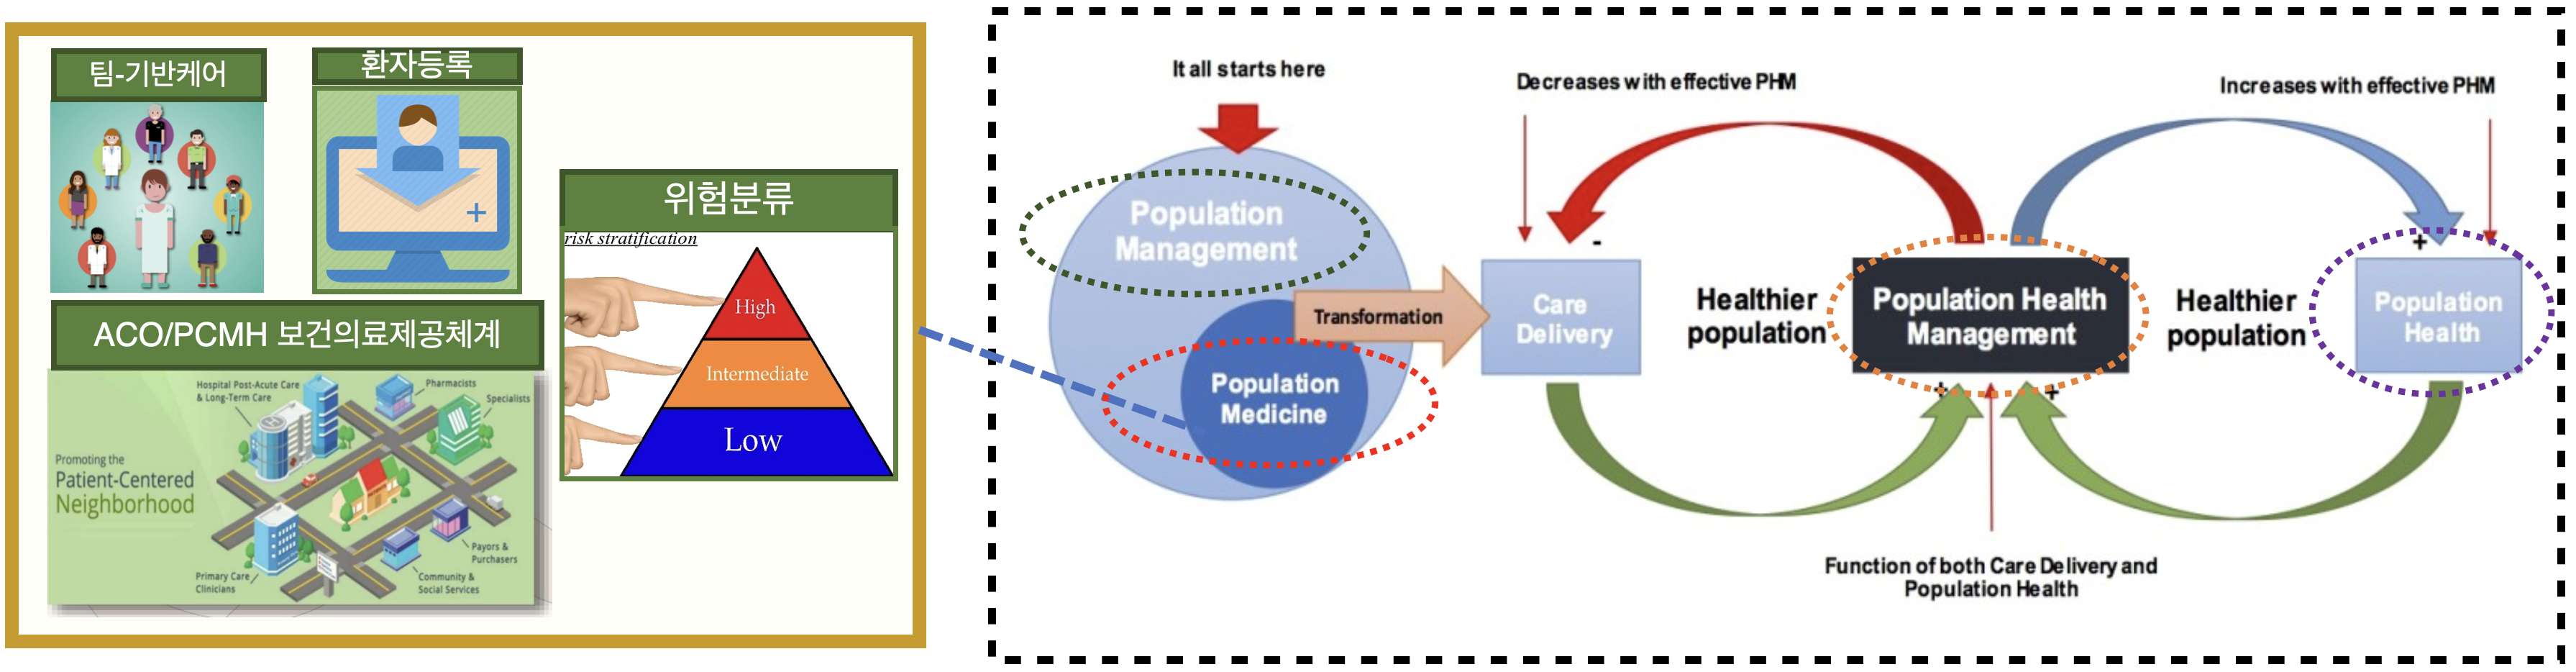 팀-기반케어
환자등록
위험분류
risk stratification
High
Intermediate
Low
ACO/PCMH 보건의료제공체계
Promoting the
Patient-Centered
Neighborhood
Hospital Post-Acute Care
& Long-Term Care
Pharmacists
Specialists
Payors &
Purchasers
Community &
Social Services
Primary Care
Clinicians
It all starts here
Population
Management
Population
Medicine
Transformation
Decreases with effective PHM
-
Care
Delivery
Healthier
population
Population Health
Management
+
+
Function of both Care Delivery and
Population Health
Healthier
population
Increases with effective PHM
+
Population
Health